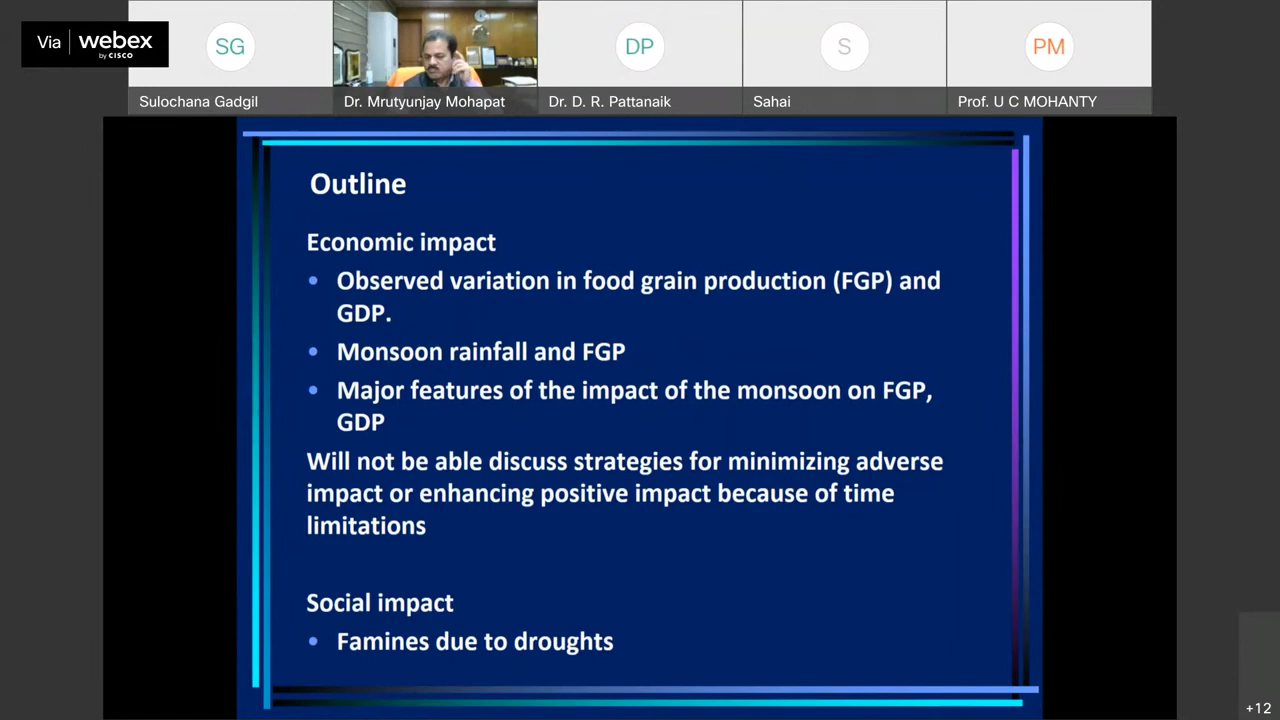 Via webex
by CISCO
SG
DP
S
PM
Sulochana Gadgil
Dr. Mrutyunjay Mohapat
Dr. D. R. Pattanaik
Sahai
Prof. U C MOHANTY
Outline
Economic impact
• Observed variation in food grain production (FGP) and
GDP.
• Monsoon rainfall and FGP
• Major features of the impact of the monsoon on FGP,
GDP
Will not be able discuss strategies for minimizing adverse
impact or enhancing positive impact because of time
limitations
Social impact
• Famines due to droughts
+12